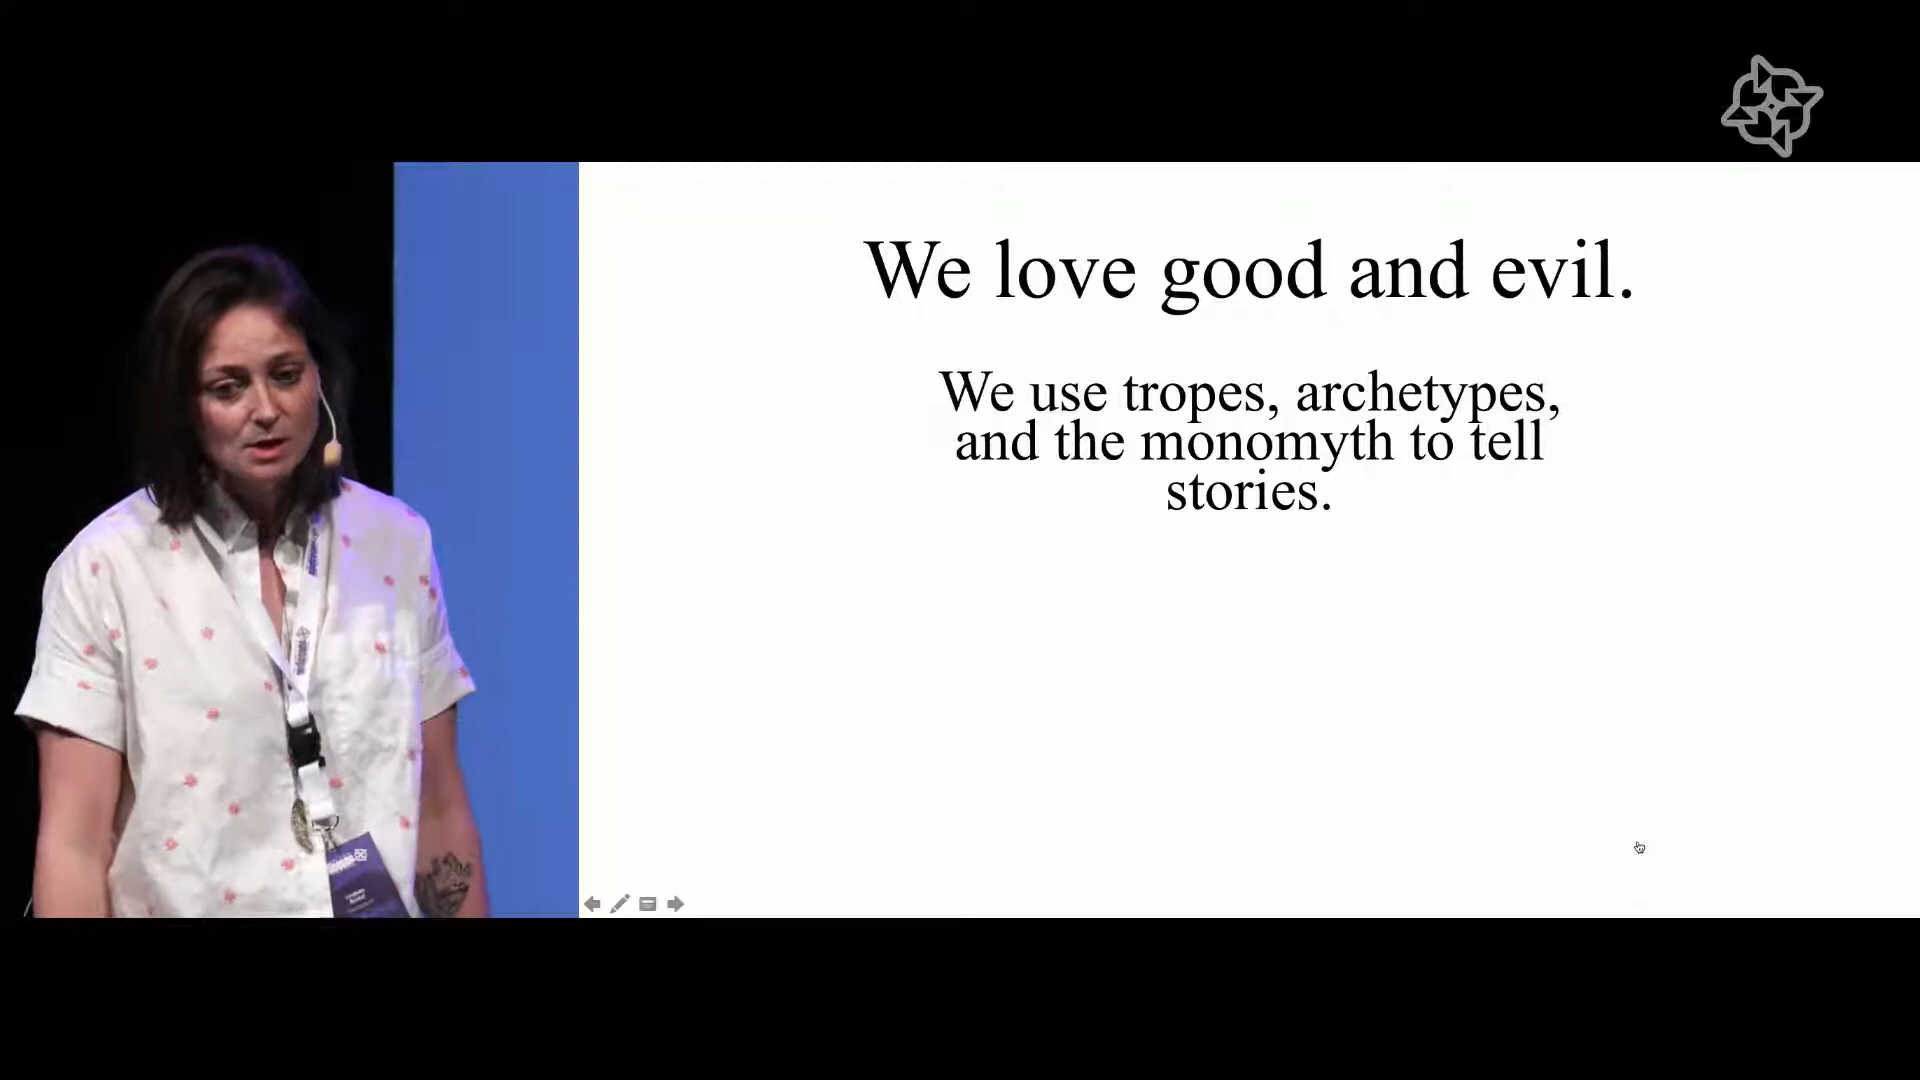 We love good and evil.
We use tropes, archetypes,
and the monomyth to tell
stories.